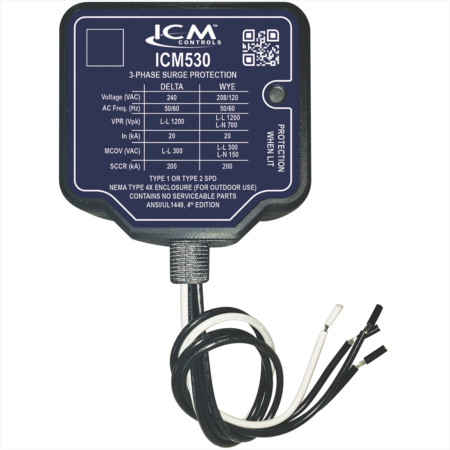 ICM™
CONTROLS
ICM530
3-PHASE SURGE PROTECTION
DELTA WYE
Voltage (VAC) 240 208/120
AC Freq. (Hz) 50/60 50/60
VPR (Vpk) L-L 1200 L-L 1200
L-N 700
In (kA) 20 20
MCOV (VAC) L-L 300 L-L 300
L-N 150
SCCR (kA) 200 200
TYPE 1 OR TYPE 2 SPD
NEMA TYPE 4X ENCLOSURE (FOR OUTDOOR USE)
CONTAINS NO SERVICEABLE PARTS
ANSI/UL1449, 4th EDITION
PROTECTION
WHEN LIT